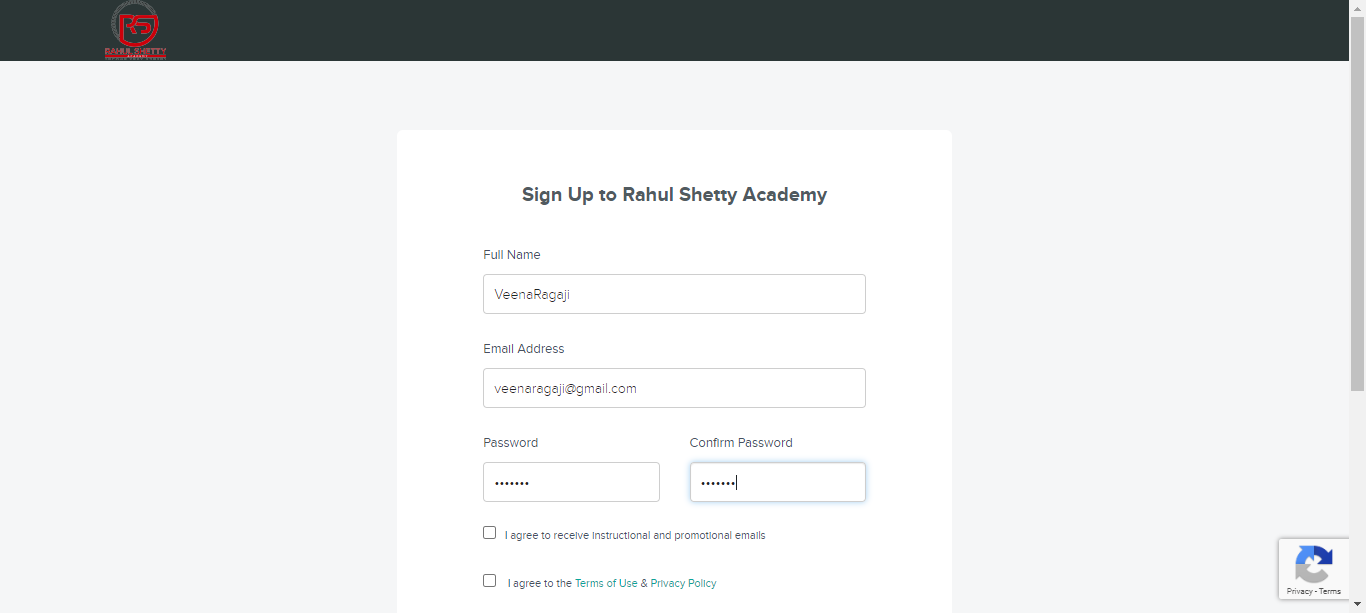 RAHUL SHETTY
Sign Up to Rahul Shetty Academy
Full Name
VeenaRagaji
Email Address
veenaragaji@gmail.com
Password Confirm Password
••••••• •••••••
I agree to receive instructional and promotional emails
I agree to the Terms of Use & Privacy Policy
Privacy - Terms